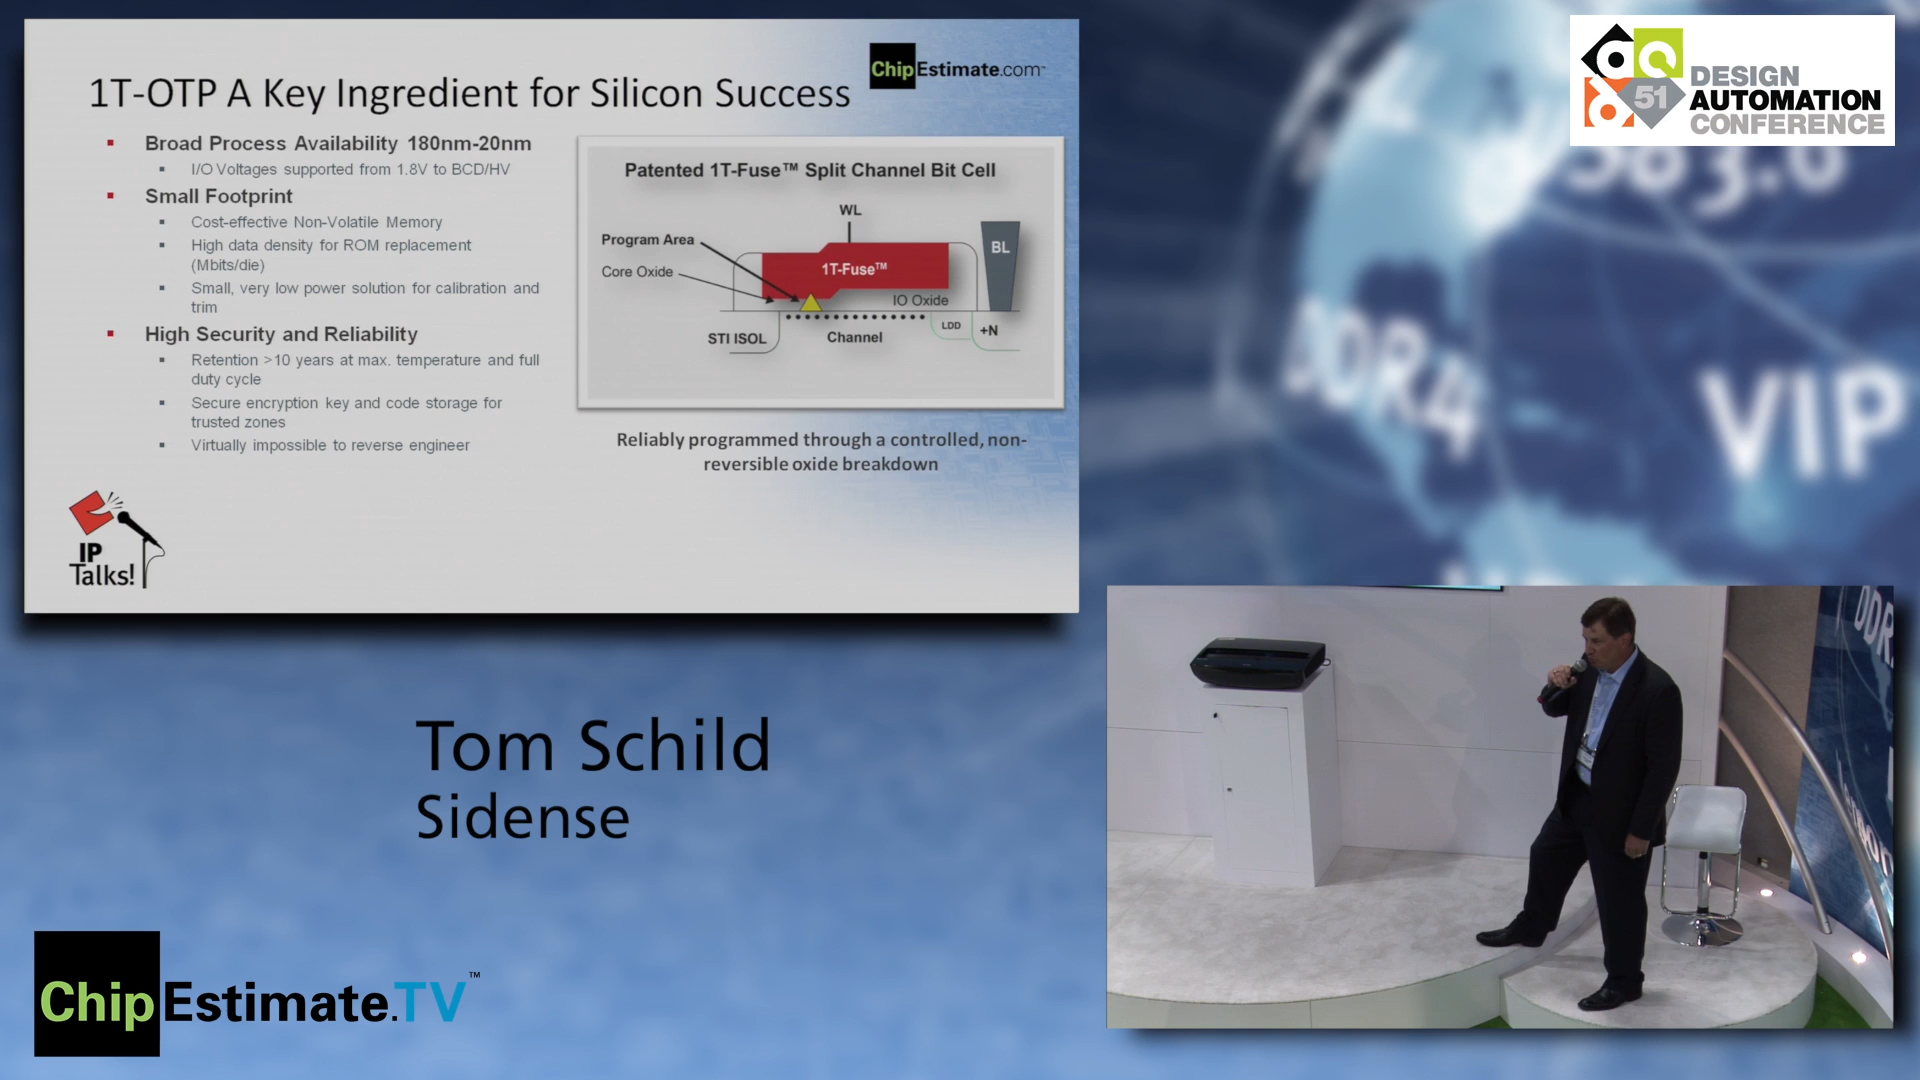 1T-OTP A Key Ingredient for Silicon Success
ChipEstimate.com™
Broad Process Availability 180nm-20nm
I/O Voltages supported from 1.8V to BCD/HV
Small Footprint
Cost-effective Non-Volatile Memory
High data density for ROM replacement
(Mbits/die)
Small, very low power solution for calibration and
trim
High Security and Reliability
Retention >10 years at max. temperature and full
duty cycle
Secure encryption key and code storage for
trusted zones
Virtually impossible to reverse engineer
Patented 1T-Fuse™ Split Channel Bit Cell
WL
Program Area
BL
Core Oxide
1T-Fuse™
IO Oxide
STI ISOL
Channel
LDD
+N
Reliably programmed through a controlled, non-
reversible oxide breakdown
IP
Talks!
51
DESIGN
AUTOMATION
CONFERENCE
DDR4
VIP
Tom Schild
Sidense
ChipEstimate.TV™